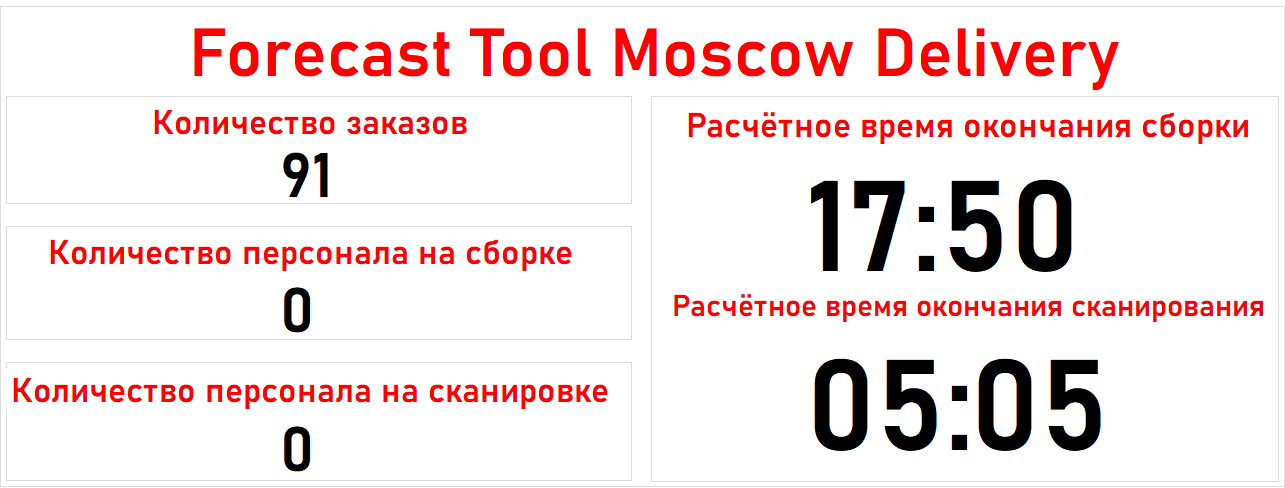 Forecast Tool Moscow Delivery
Количество заказов
91
Количество персонала на сборке
0
Количество персонала на сканировке
0
Расчётное время окончания сборки
17:50
Расчётное время окончания сканирования
05:05